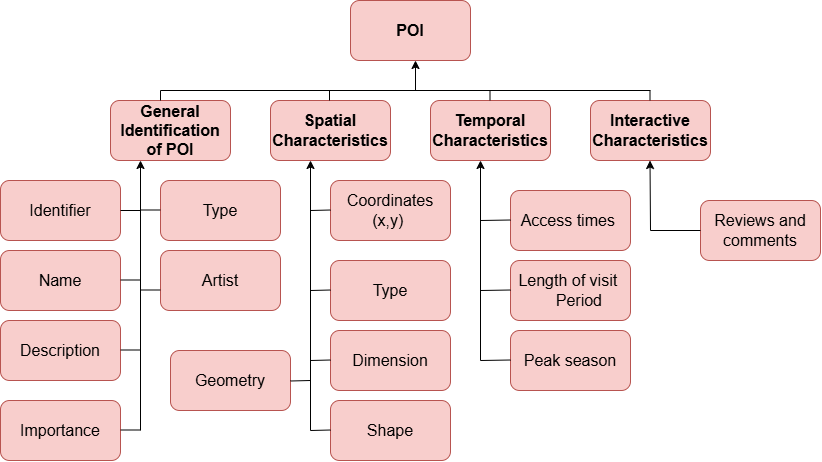 POI
General
Identification
of POI
Spatial
Characteristics
Temporal
Characteristics
Interactive
Characteristics
Identifier
Type
Name
Artist
Description
Importance
Coordinates
(x,y)
Type
Dimension
Geometry
Shape
Access times
Length of visit
Period
Peak season
Reviews and
comments